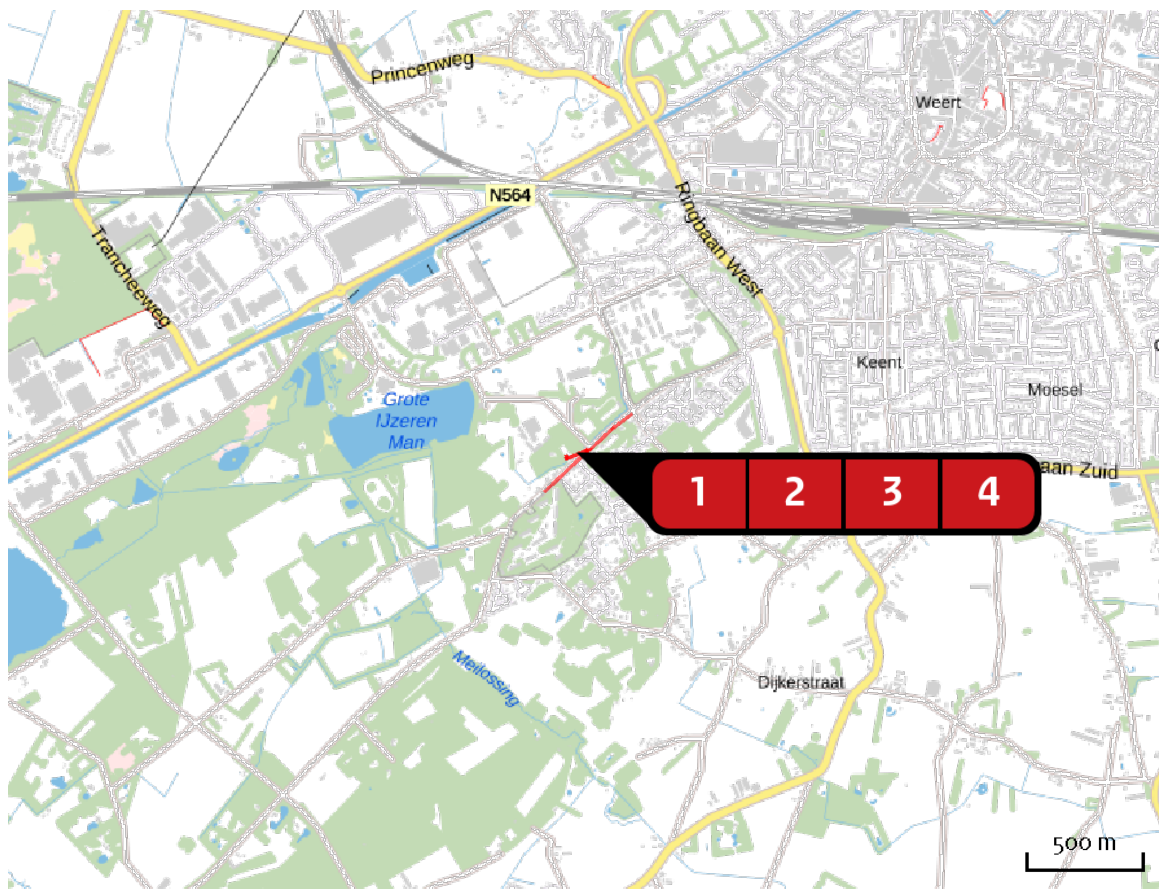 Princenweg
Weert
N564
Ringbaan West
Trancheeweg
Keent
Grote
IJzeren
Man
Moesel
aan Zuid
1 2 3 4
Meilossing
Dijkerstraat
500 m